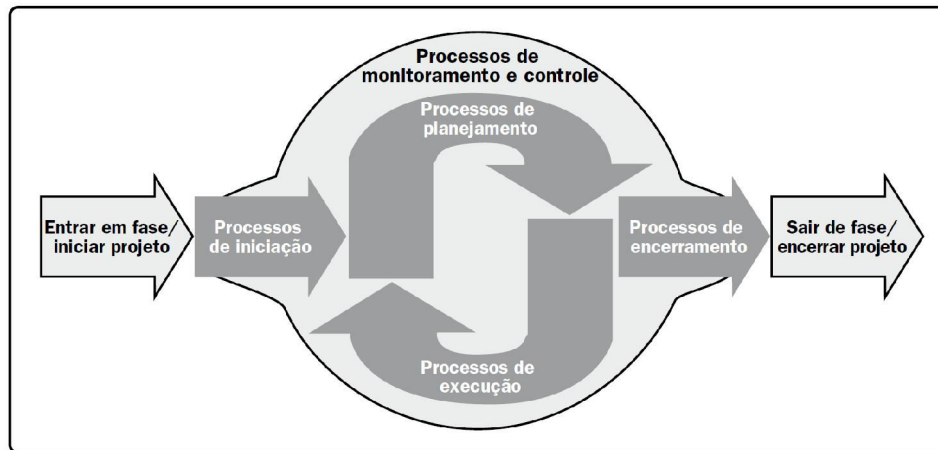 Processos de
monitoramento e controle
Processos de
planejamento
Entrar em fase/
iniciar projeto
Processos
de iniciação
Processos de
encerramento
Sair de fase/
encerrar projeto
Processos de
execução